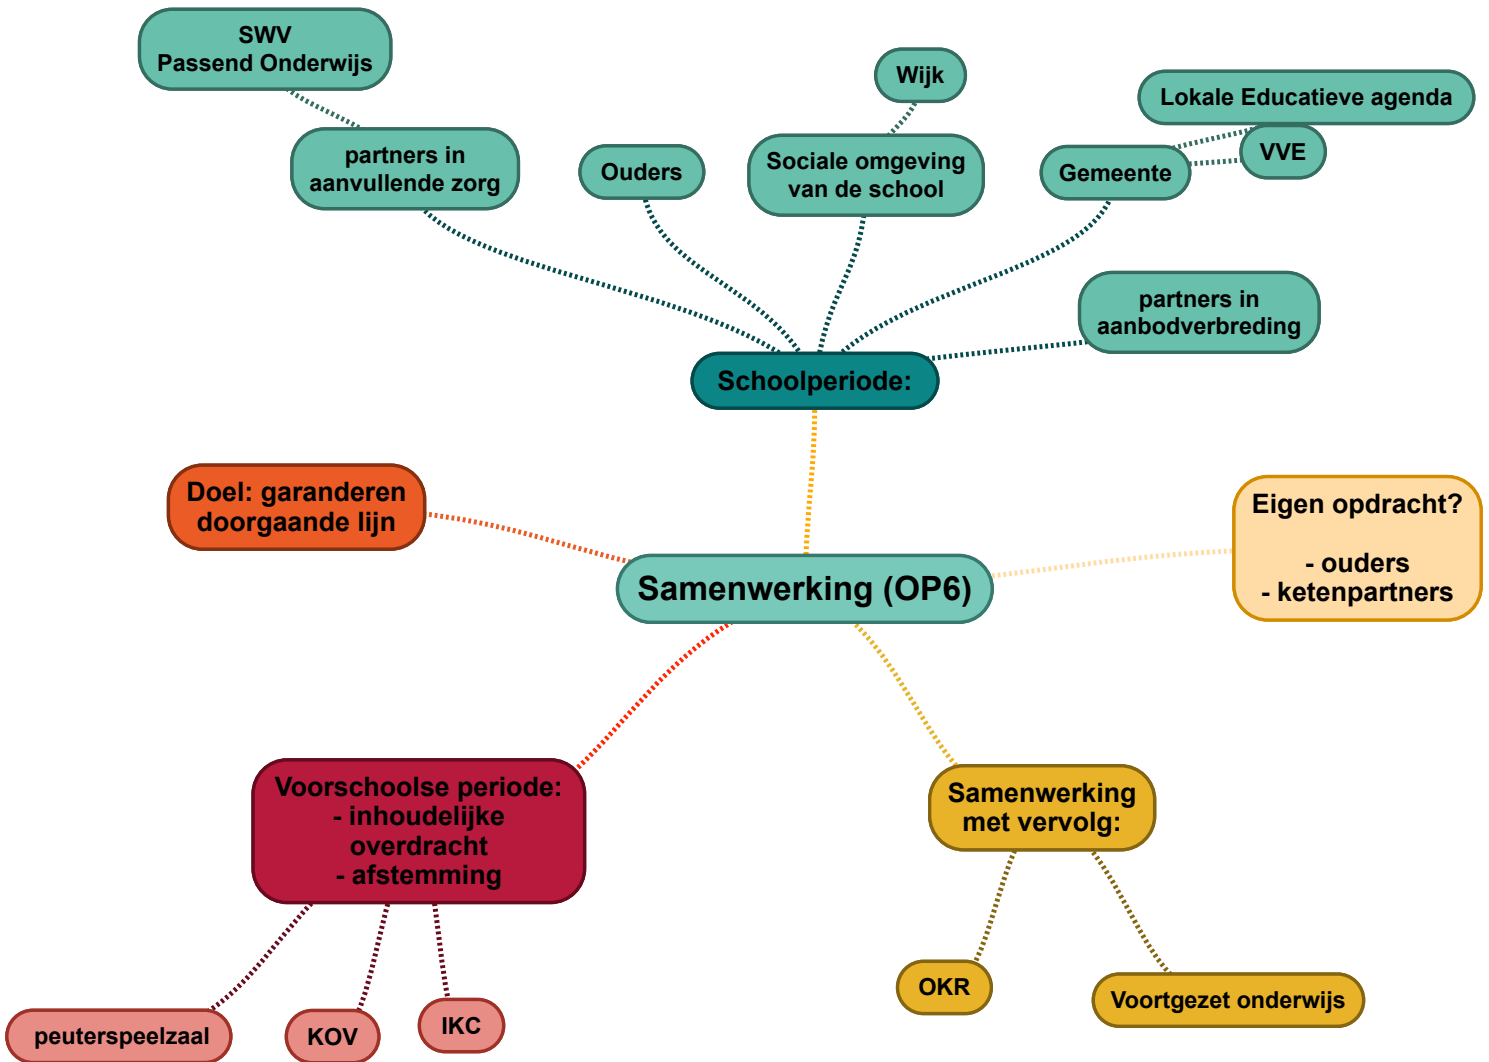 SWV
Passend Onderwijs
Wijk
Lokale Educatieve agenda
VVE
partners in
aanvullende zorg
Ouders
Sociale omgeving
van de school
Gemeente
partners in
aanbodverbreding
Schoolperiode:
Doel: garanderen
doorgaande lijn
Eigen opdracht?
- ouders
- ketenpartners
Samenwerking (OP6)
Voorschoolse periode:
- inhoudelijke
overdracht
- afstemming
Samenwerking
met vervolg:
OKR
Voortgezet onderwijs
peuterspeelzaal
KOV
IKC